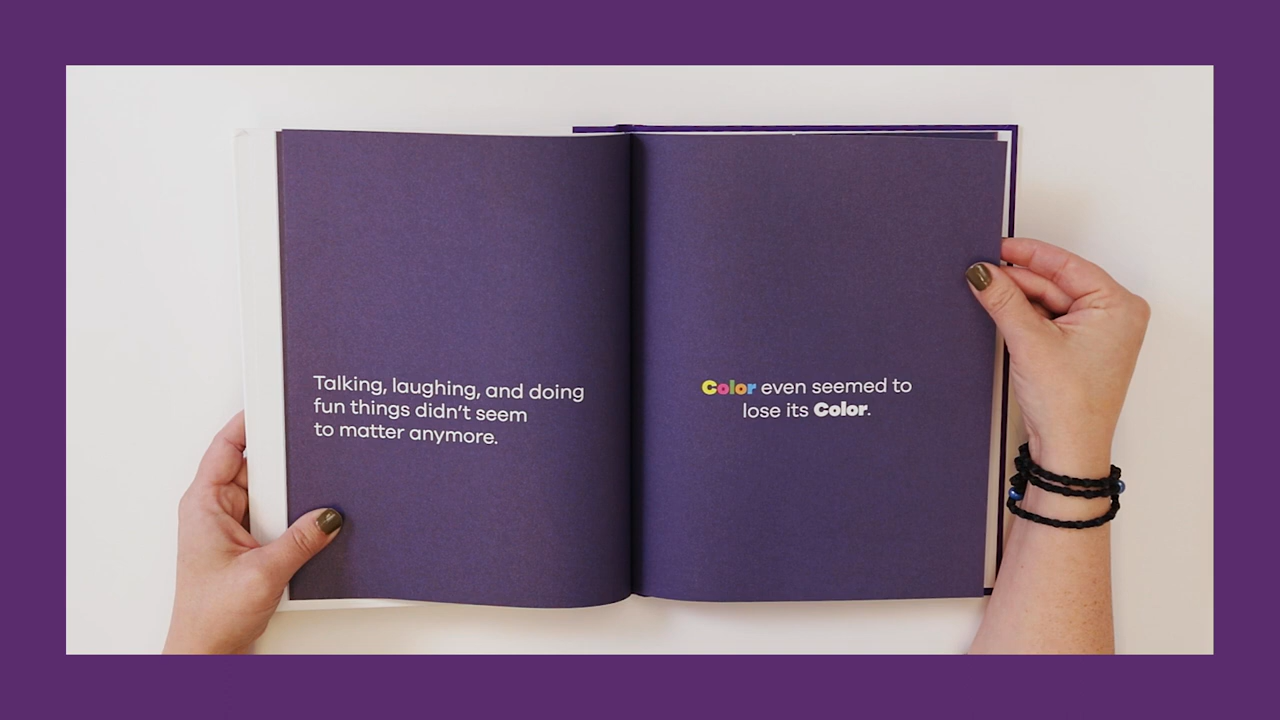 Talking, laughing, and doing
fun things didn't seem
to matter anymore.
Color even seemed to
lose its Color.